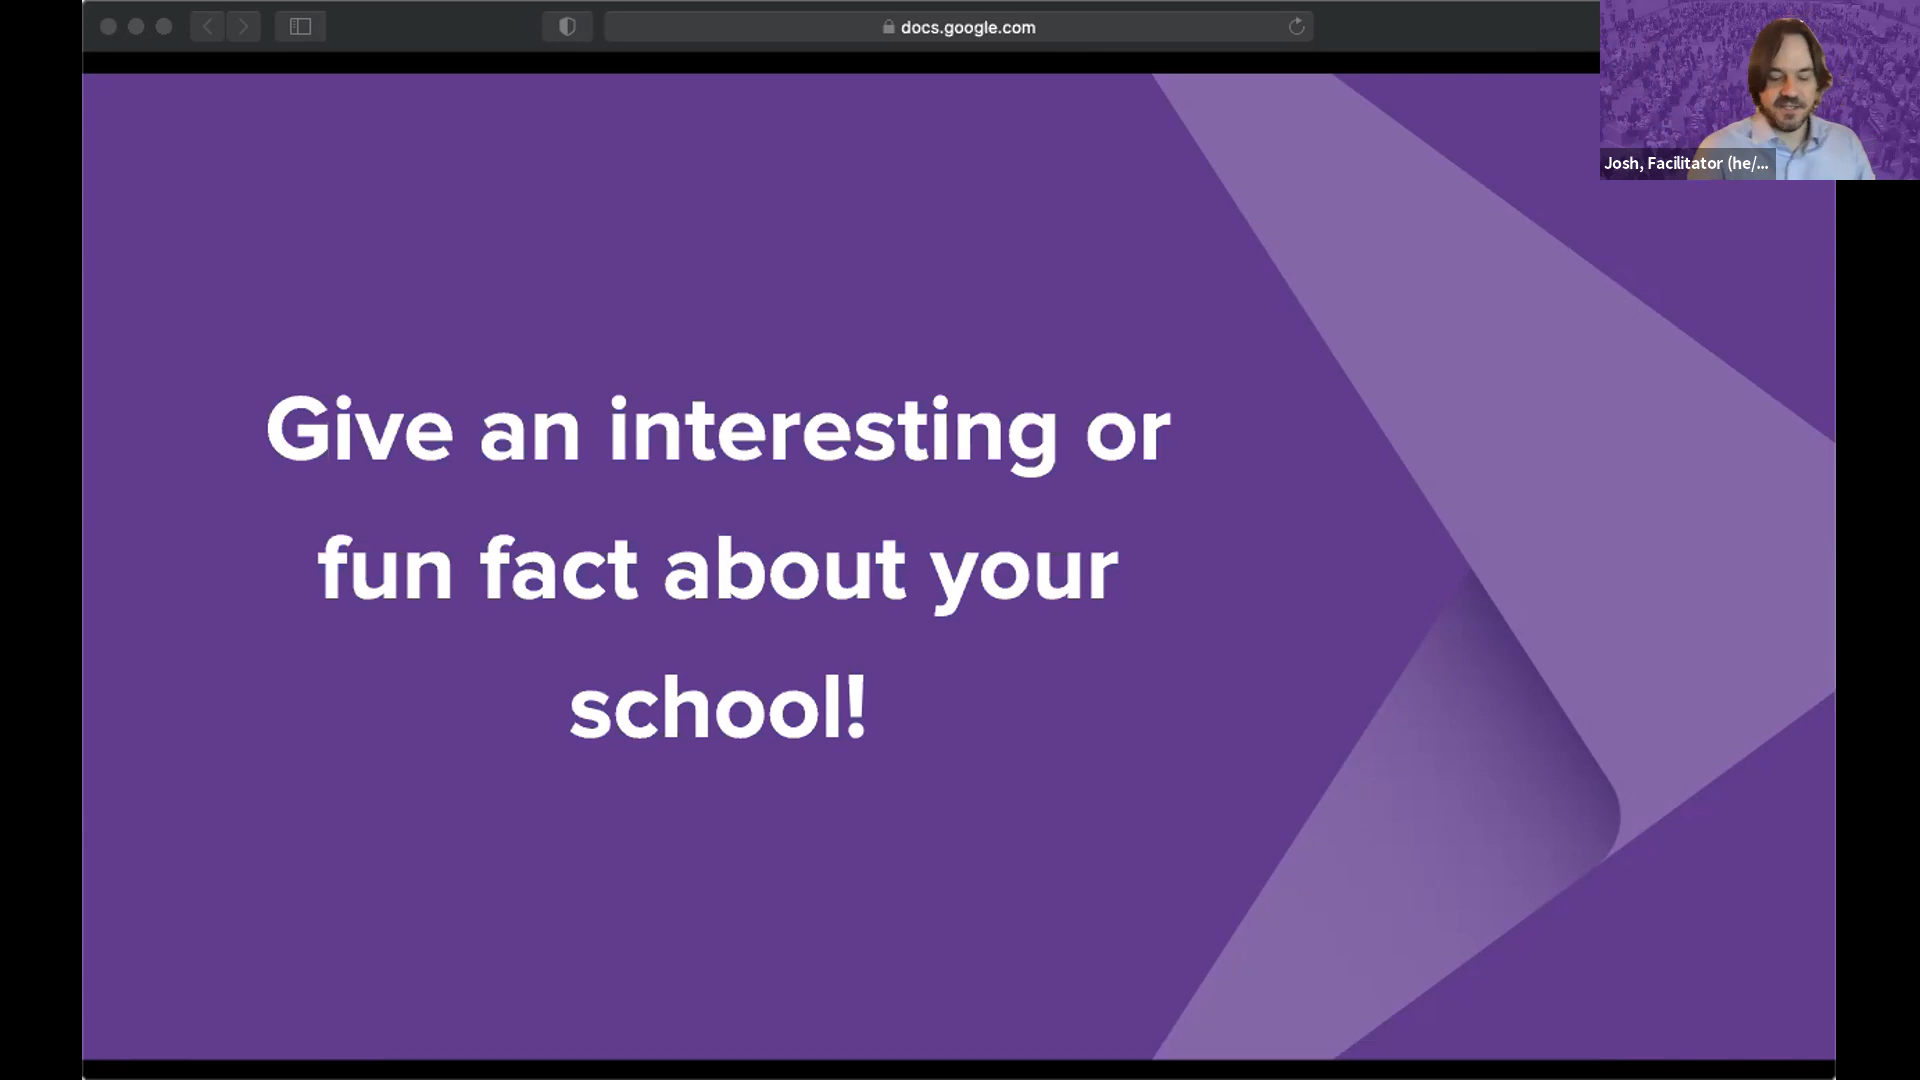 docs.google.com
Josh, Facilitator (he/...
Give an interesting or
fun fact about your
school!